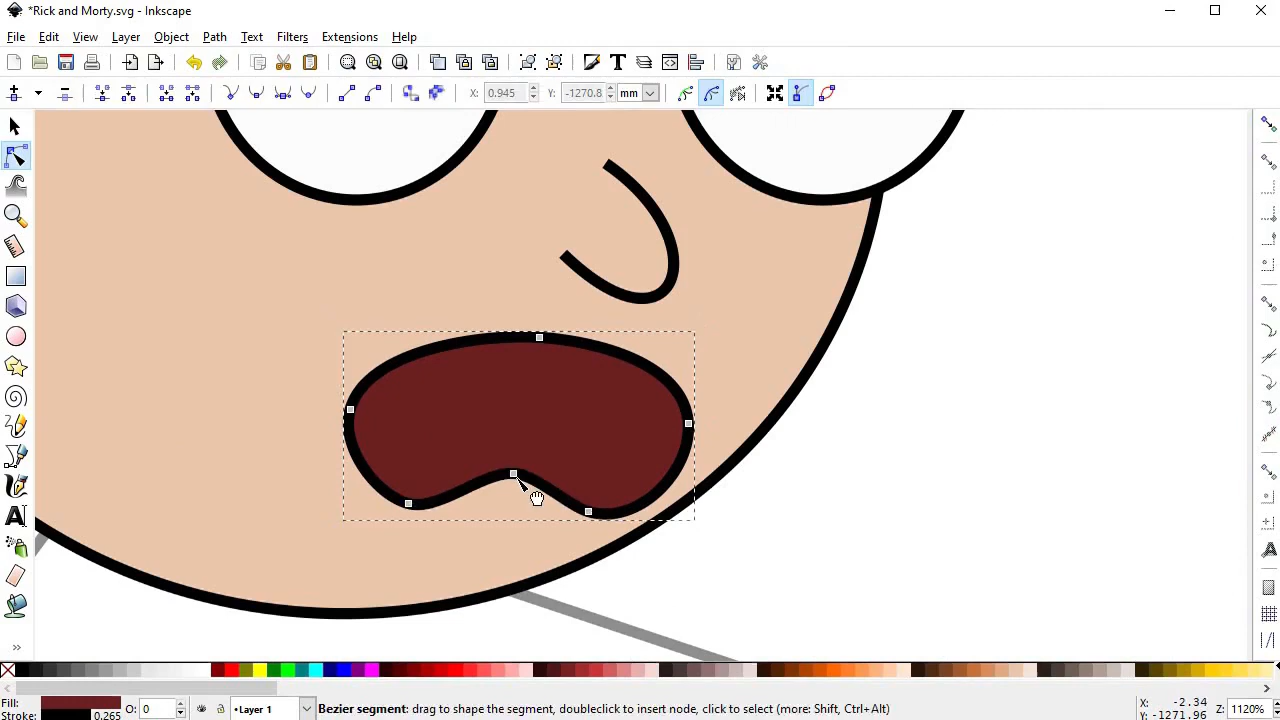 *Rick and Morty.svg - Inkscape
File Edit View Layer Object Path Text Filters Extensions Help
X: 0.945 Y: -1270.8 mm
Fill: O: 0 •Layer 1 Bezier segment: drag to shape the segment, doubleclick to insert node, click to select (more: Shift, Ctrl+Alt) X: -2.34 Z: 1120%
Stroke: 0.265 Y: -1271.96